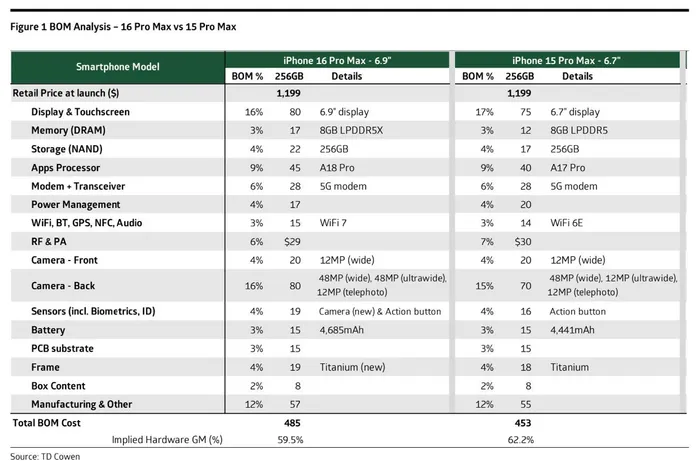 Figure 1 BOM Analysis – 16 Pro Max vs 15 Pro Max
Smartphone Model iPhone 16 Pro Max - 6.9" iPhone 15 Pro Max - 6.7"
BOM % 256GB Details BOM % 256GB Details
Retail Price at launch ($) 1,199 1,199
Display & Touchscreen 16% 80 6.9" display 17% 75 6.7" display
Memory (DRAM) 3% 17 8GB LPDDR5X 3% 12 8GB LPDDR5
Storage (NAND) 4% 22 256GB 4% 17 256GB
Apps Processor 9% 45 A18 Pro 9% 40 A17 Pro
Modem + Transceiver 6% 28 5G modem 6% 28 5G modem
Power Management 4% 17 4% 20
WiFi, BT, GPS, NFC, Audio 3% 15 WiFi 7 3% 14 WiFi 6E
RF & PA 6% $29 7% $30
Camera - Front 4% 20 12MP (wide) 4% 20 12MP (wide)
Camera - Back 16% 80 48MP (wide), 48MP (ultrawide), 12MP (telephoto) 15% 70 48MP (wide), 12MP (ultrawide), 12MP (telephoto)
Sensors (incl. Biometrics, ID) 4% 19 Camera (new) & Action button 4% 16 Action button
Battery 3% 15 4,685mAh 3% 15 4,441mAh
PCB substrate 3% 15 3% 15
Frame 4% 19 Titanium (new) 4% 18 Titanium
Box Content 2% 8 2% 8
Manufacturing & Other 12% 57 12% 55
Total BOM Cost 485 453
Implied Hardware GM (%) 59.5% 62.2%
Source: TD Cowen